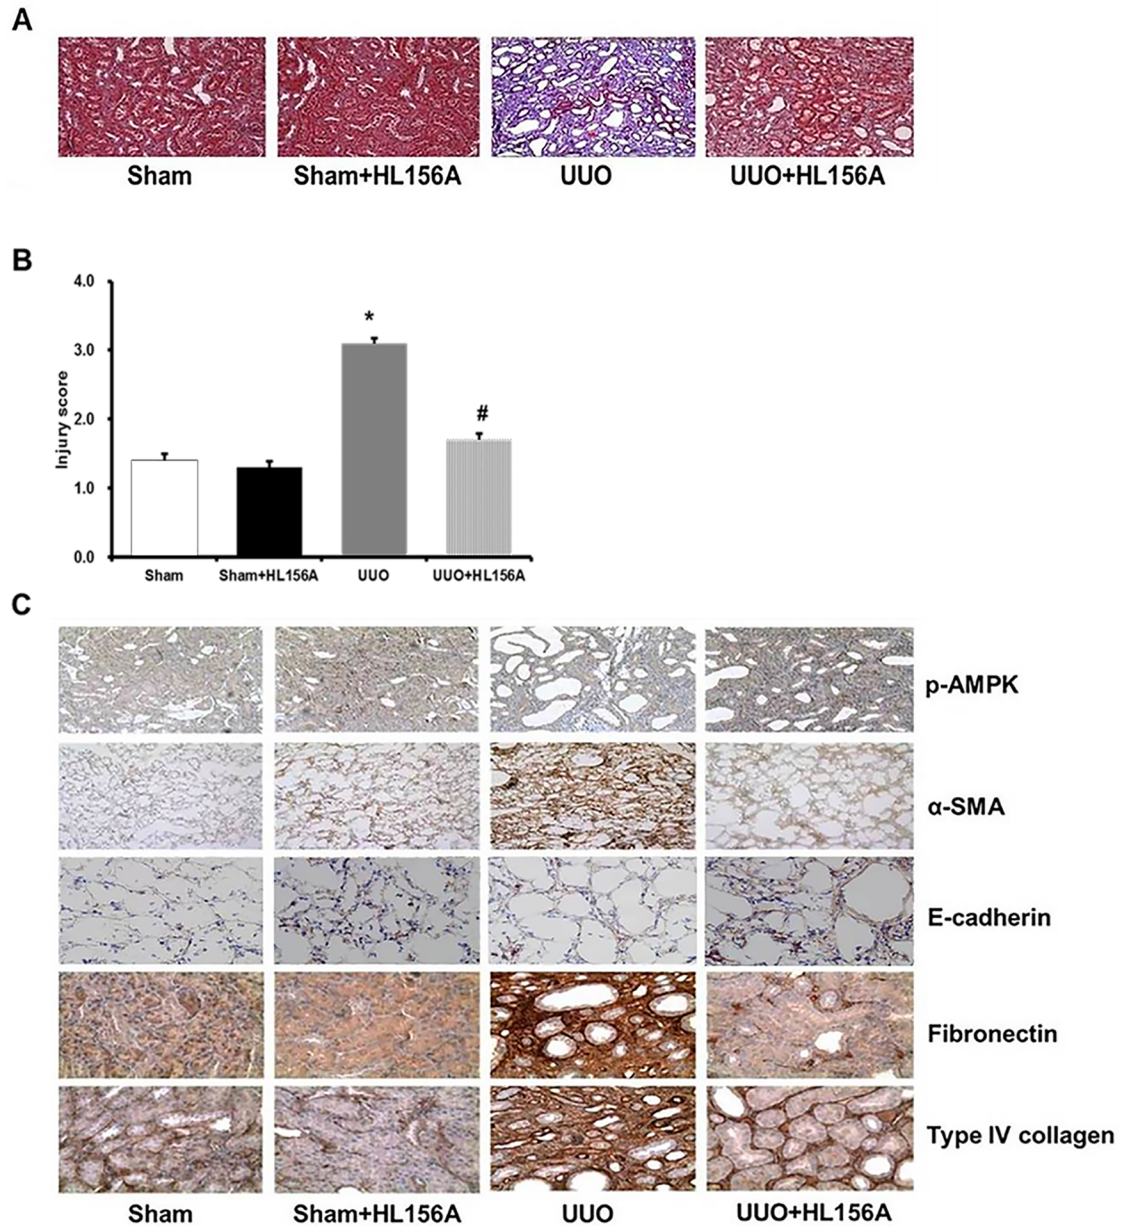 A
Sham Sham+HL156A UUO UUO+HL156A
B
4.0
*
3.0
#
2.0
Injury score
1.0
0.0
Sham Sham+HL156A UUO UUO+HL156A
C
p-AMPK
α-SMA
E-cadherin
Fibronectin
Type IV collagen
Sham Sham+HL156A UUO UUO+HL156A